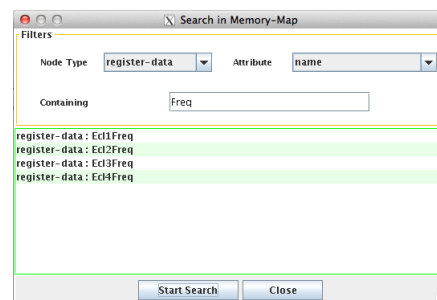 Search in Memory-Map
Filters
Node Type register-data Attribute name
Containing Freq
register-data : Ecl1Freq
register-data : Ecl2Freq
register-data : Ecl3Freq
register-data : Ecl4Freq
Start Search Close